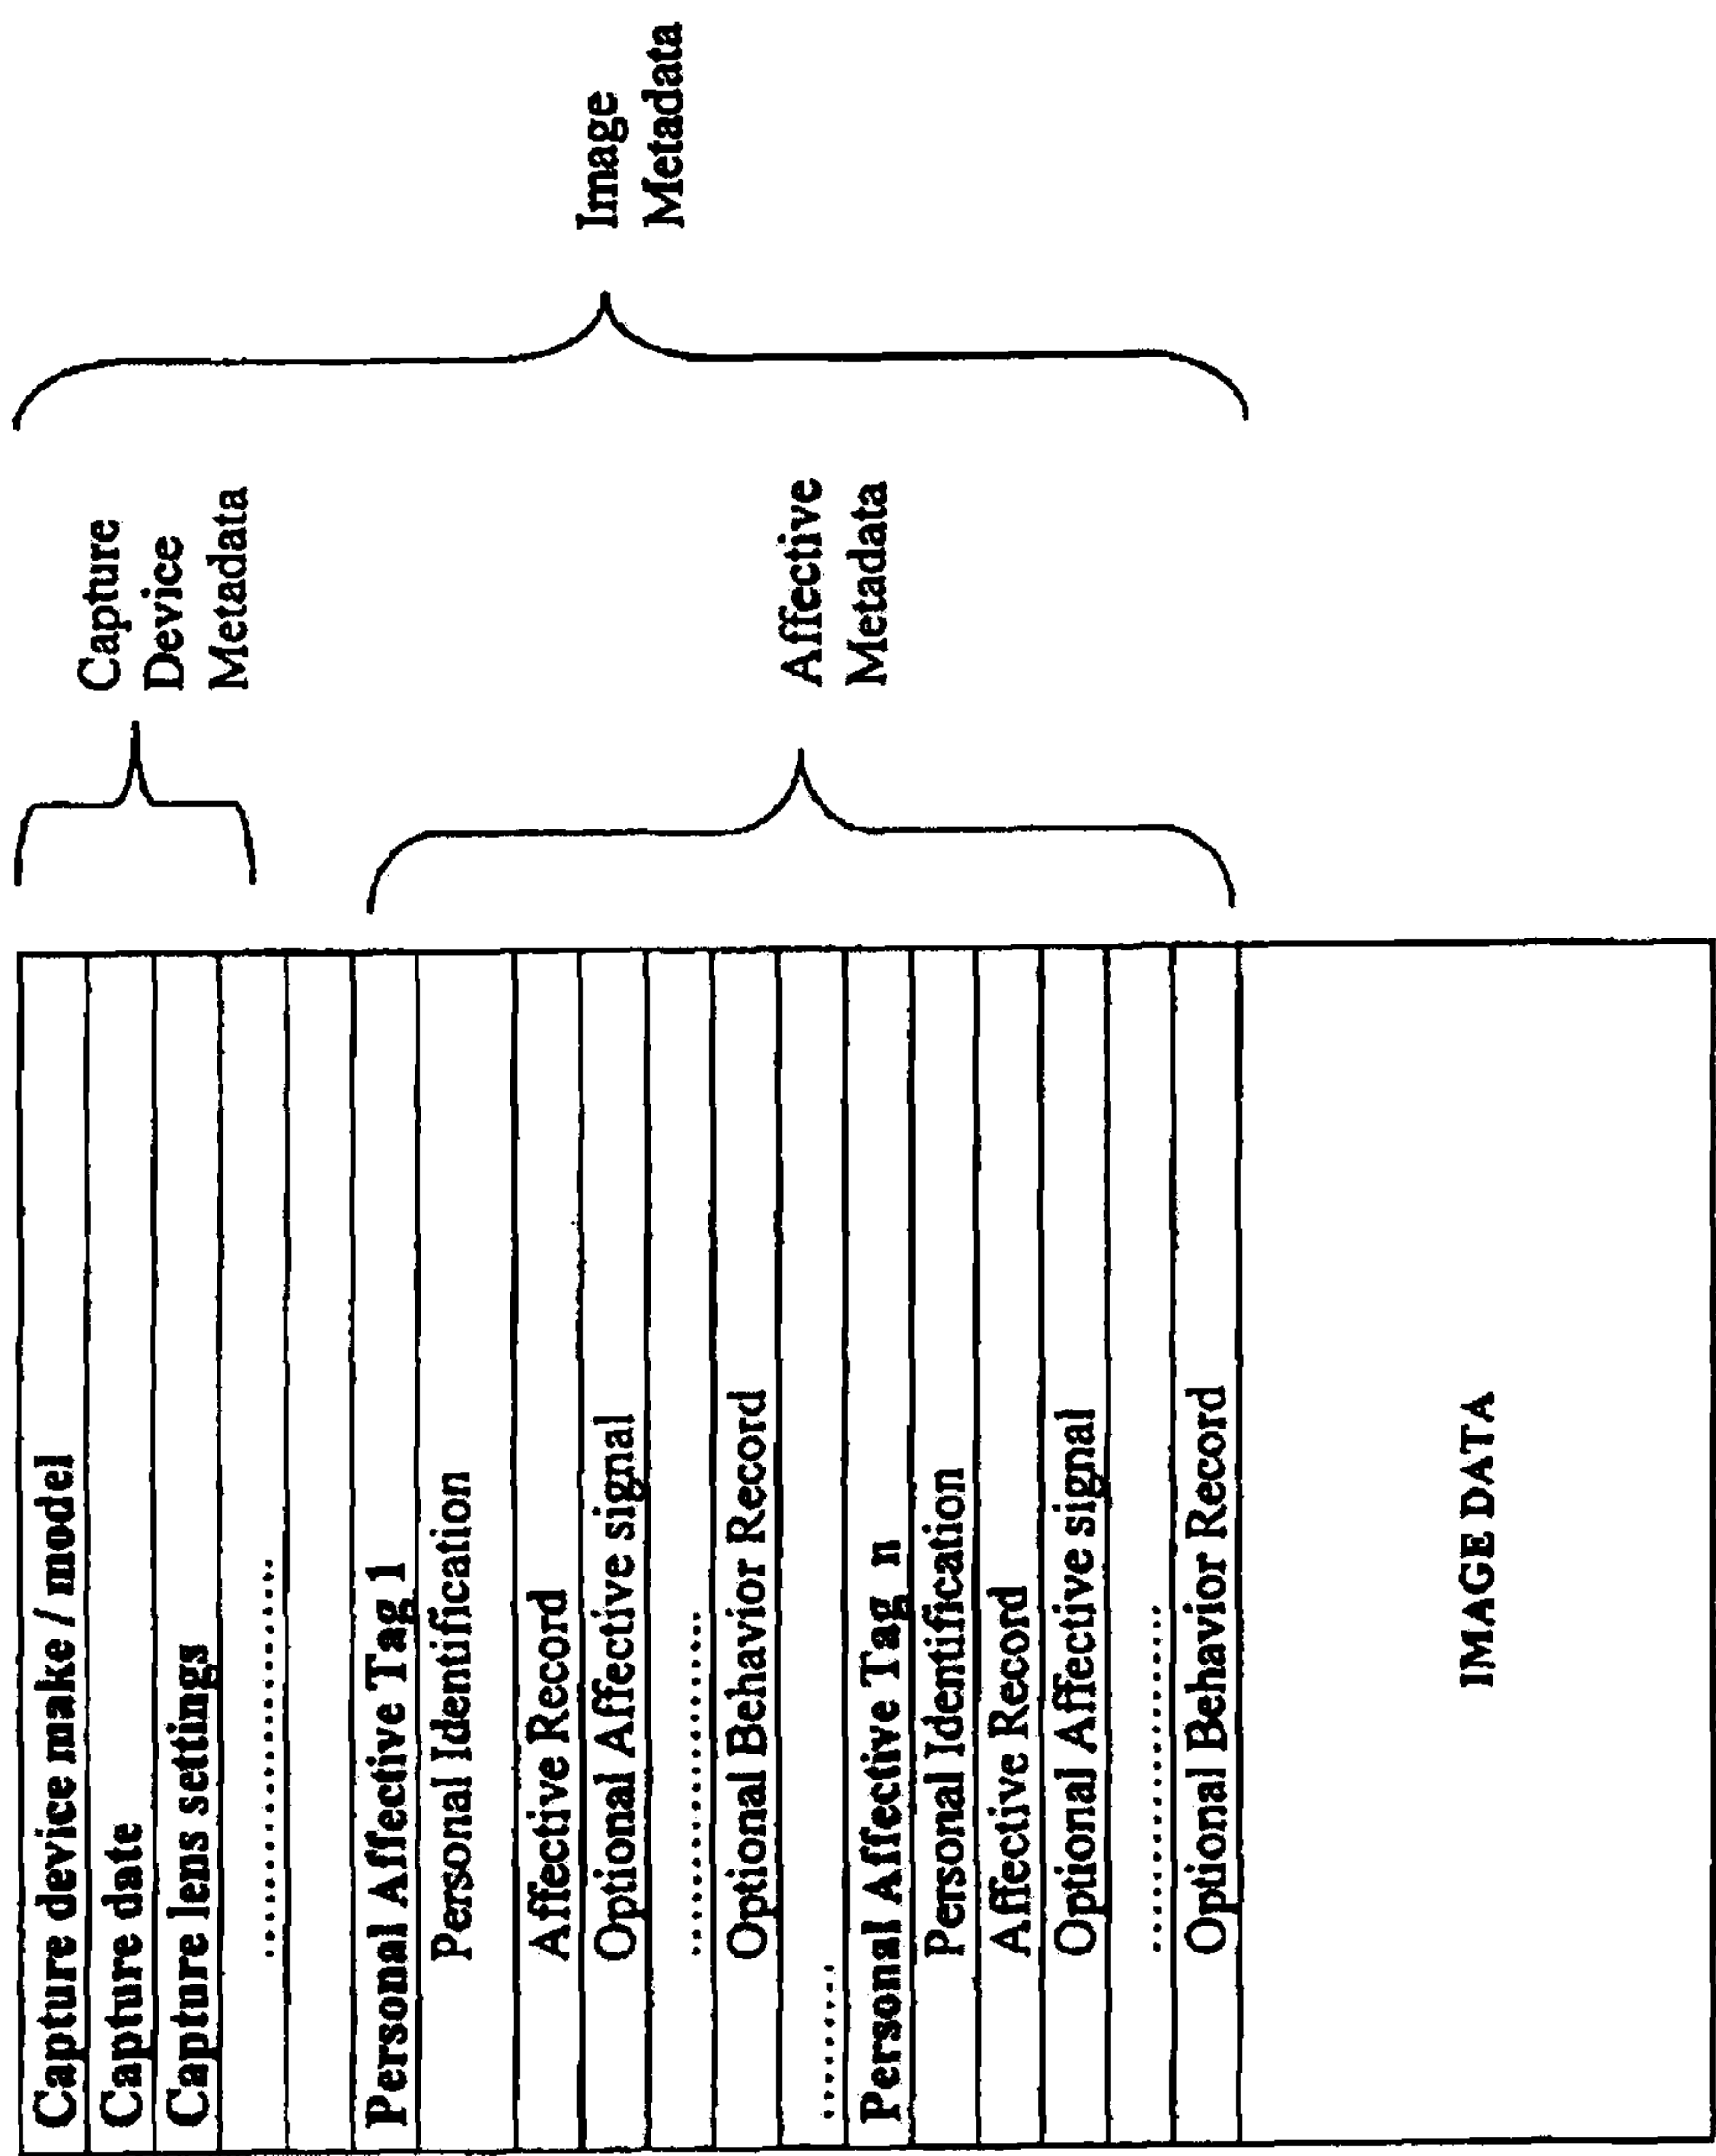 Capture device make / model
Capture date
Capture lens settings
........................
Personal Affective Tag 1
Personal Identification
Affective Record
Optional Affective signal
.....................
Optional Behavior Record
.........
Personal Affective Tag n
Personal Identification
Affective Record
Optional Affective signal
.....................
Optional Behavior Record
IMAGE DATA
Capture
Device
Metadata
Affective
Metadata
Image
Metadata